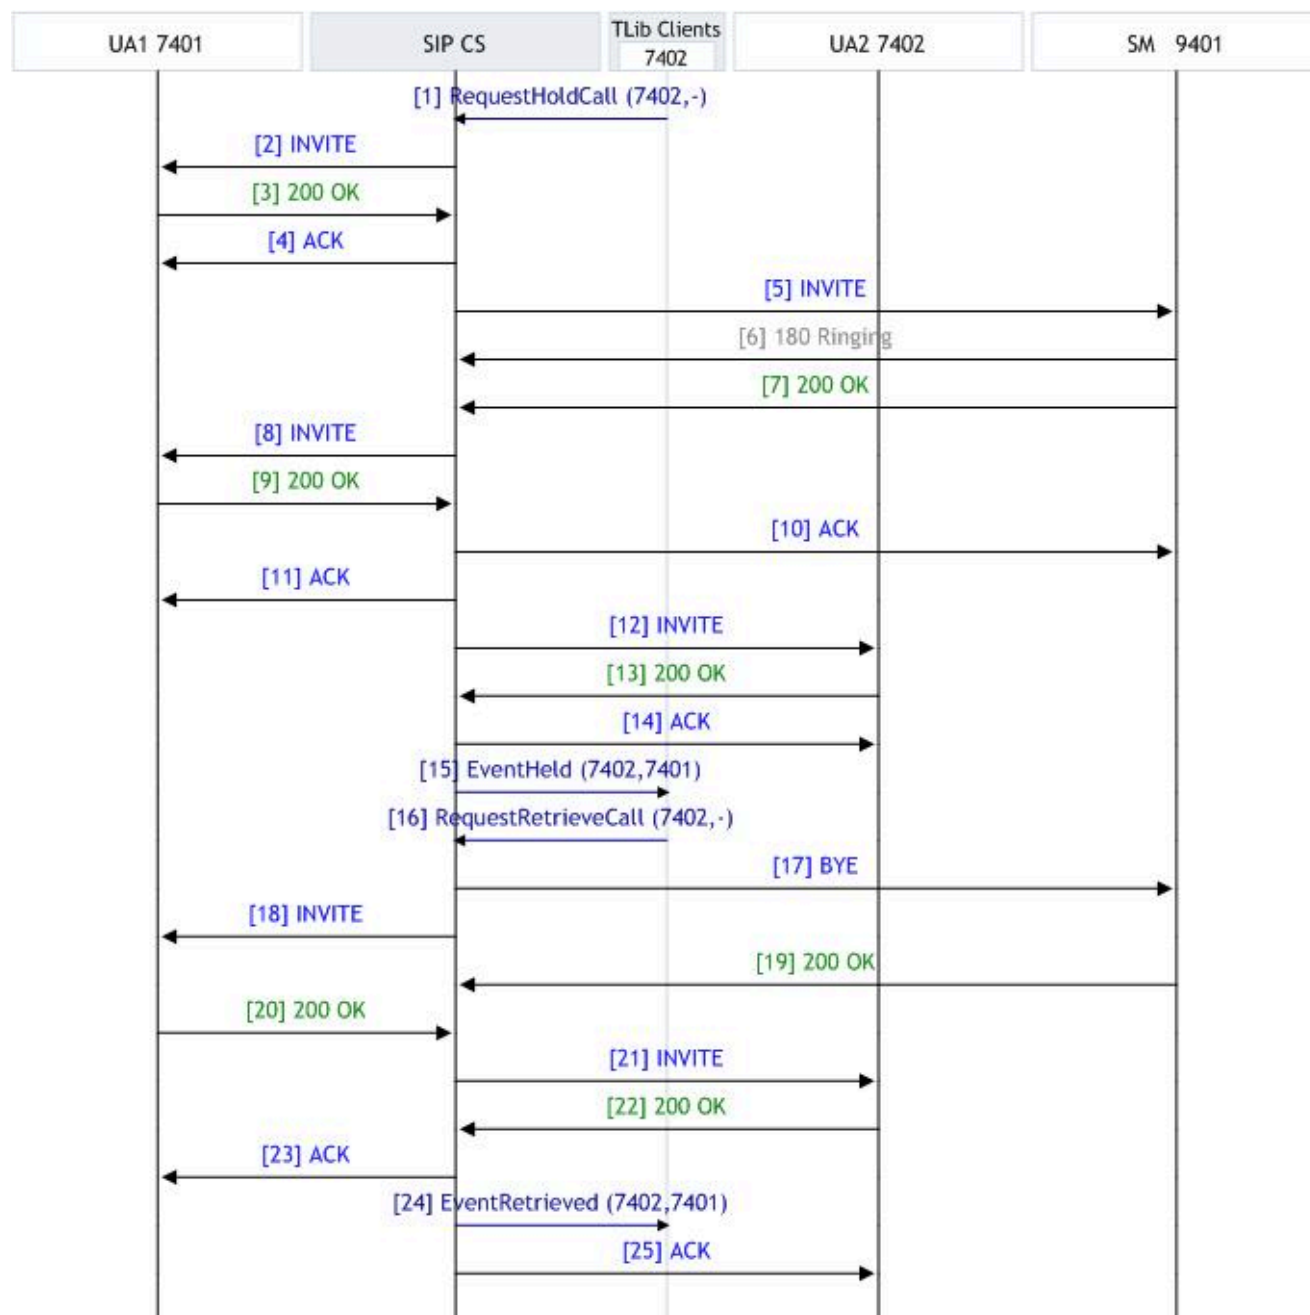 UA1 7401
SIP CS
TLib Clients
7402
UA2 7402
SM 9401
[1] RequestHoldCall (7402,-)
[2] INVITE
[3] 200 OK
[4] ACK
[5] INVITE
[6] 180 Ringing
[7] 200 OK
[8] INVITE
[9] 200 OK
[10] ACK
[11] ACK
[12] INVITE
[13] 200 OK
[14] ACK
[15] EventHeld (7402,7401)
[16] RequestRetrieveCall (7402,-)
[17] BYE
[18] INVITE
[19] 200 OK
[20] 200 OK
[21] INVITE
[22] 200 OK
[23] ACK
[24] EventRetrieved (7402,7401)
[25] ACK